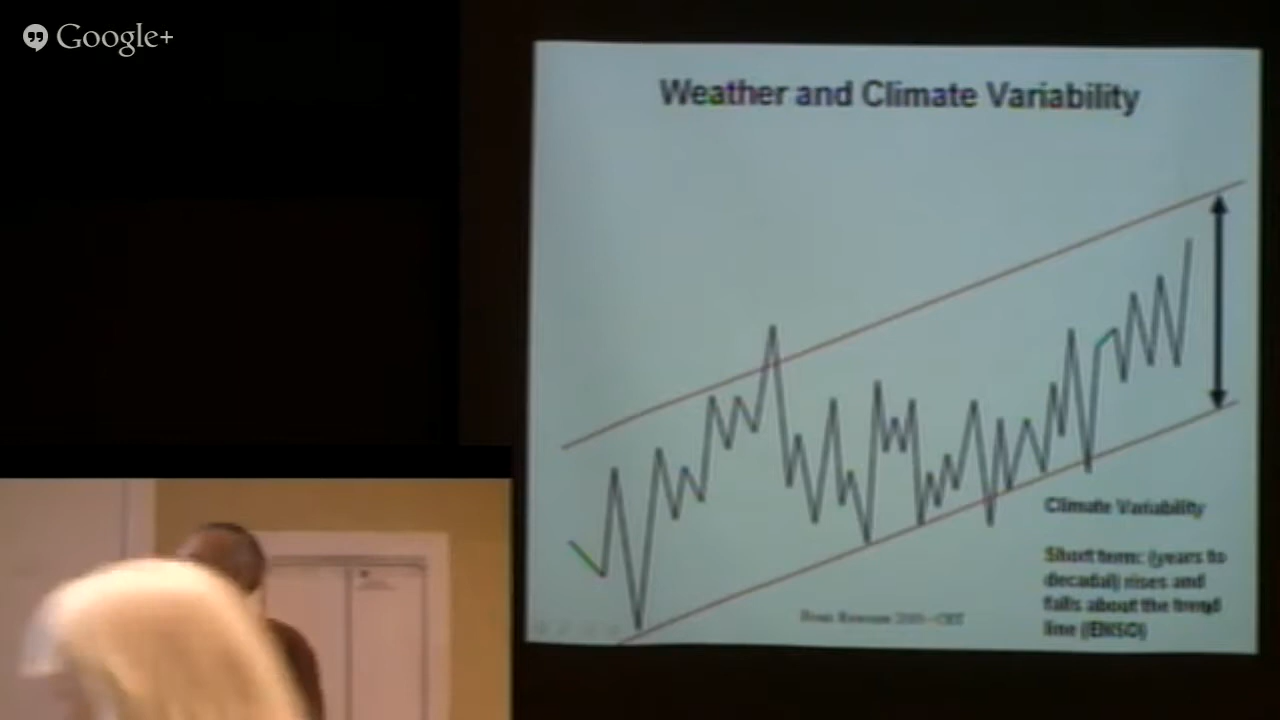 Google+
Weather and Climate Variability
Climate Variability
Short term: (years to
decadal) rises and
falls about the trend
line (ENSO)